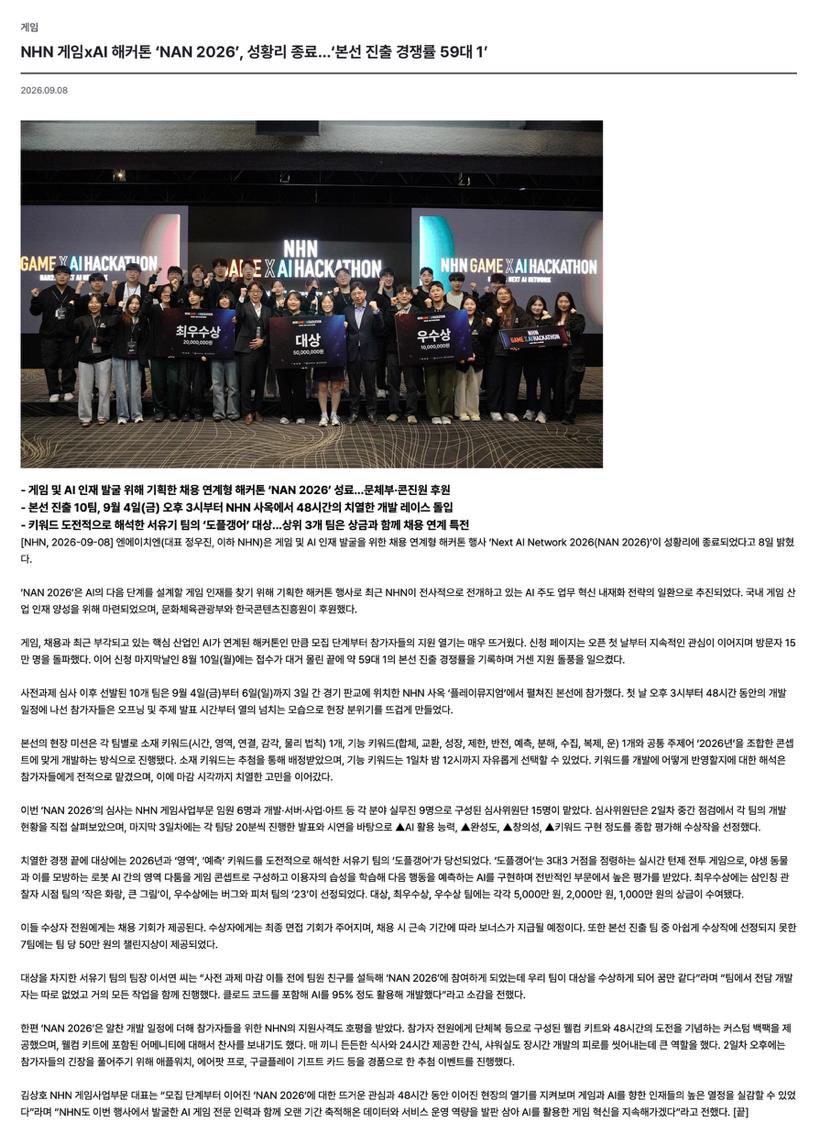 게임
NHN 게임xAI 해커톤 ‘NAN 2026’, 성황리 종료…‘본선 진출 경쟁률 59대 1’
2026.09.08
NHN
GAME X AI HACKATHON
GAME X AI HACKATHON
NHN GAME X AI HACKATHON
NEXT AI NETWORK
최우수상
20,000,000원
대상
50,000,000원
우수상
10,000,000원
NHN
GAME X AI HACKATHON
- 게임 및 AI 인재 발굴 위해 기획한 채용 연계형 해커톤 ‘NAN 2026’ 성료…문체부·콘진원 후원
- 본선 진출 10팀, 9월 4일(금) 오후 3시부터 NHN 사옥에서 48시간의 치열한 개발 레이스 돌입
- 키워드 도전적으로 해석한 서유기 팀의 ‘도플갱어’ 대상…상위 3개 팀은 상금과 함께 채용 연계 특전
[NHN, 2026-09-08] 엔에이치엔(대표 정우진, 이하 NHN)은 게임 및 AI 인재 발굴을 위한 채용 연계형 해커톤 행사 ‘Next AI Network 2026(NAN 2026)’이 성황리에 종료되었다고 8일 밝혔
다.
‘NAN 2026’은 AI의 다음 단계를 설계할 게임 인재를 찾기 위해 기획한 해커톤 행사로 최근 NHN이 전사적으로 전개하고 있는 AI 주도 업무 혁신 내재화 전략의 일환으로 추진되었다. 국내 게임 산
업 인재 양성을 위해 마련되었으며, 문화체육관광부와 한국콘텐츠진흥원이 후원했다.
게임, 채용과 최근 부각되고 있는 핵심 산업인 AI가 연계된 해커톤인 만큼 모집 단계부터 참가자들의 지원 열기는 매우 뜨거웠다. 신청 페이지는 오픈 첫 날부터 지속적인 관심이 이어지며 방문자 15
만 명을 돌파했다. 이어 신청 마지막날인 8월 10일(월)에는 접수가 대거 몰린 끝에 약 59대 1의 본선 진출 경쟁률을 기록하며 거센 지원 돌풍을 일으켰다.
사전과제 심사 이후 선발된 10개 팀은 9월 4일(금)부터 6일(일)까지 3일 간 경기 판교에 위치한 NHN 사옥 ‘플레이뮤지엄’에서 펼쳐진 본선에 참가했다. 첫 날 오후 3시부터 48시간 동안의 개발
일정에 나선 참가자들은 오프닝 및 주제 발표 시간부터 열의 넘치는 모습으로 현장 분위기를 뜨겁게 만들었다.
본선의 현장 미션은 각 팀별로 소재 키워드(시간, 영역, 연결, 감각, 물리 법칙) 1개, 기능 키워드(합체, 교환, 성장, 제한, 반전, 예측, 분해, 수집, 복제, 운) 1개와 공통 주제어 ‘2026년’을 조합한 콘셉
트에 맞게 개발하는 방식으로 진행됐다. 소재 키워드는 추첨을 통해 배정받았으며, 기능 키워드는 1일차 밤 12시까지 자유롭게 선택할 수 있었다. 키워드를 개발에 어떻게 반영할지에 대한 해석은
참가자들에게 전적으로 맡겼으며, 이에 마감 시각까지 치열한 고민을 이어갔다.
이번 ‘NAN 2026’의 심사는 NHN 게임사업부문 임원 6명과 개발·서버·사업·아트 등 각 분야 실무진 9명으로 구성된 심사위원단 15명이 맡았다. 심사위원단은 2일차 중간 점검에서 각 팀의 개발
현황을 직접 살펴보았으며, 마지막 3일차에는 각 팀당 20분씩 진행한 발표와 시연을 바탕으로 ▲AI 활용 능력, ▲완성도, ▲창의성, ▲키워드 구현 정도를 종합 평가해 수상작을 선정했다.
치열한 경쟁 끝에 대상에는 2026년과 ‘영역’, ‘예측’ 키워드를 도전적으로 해석한 서유기 팀의 ‘도플갱어’가 당선되었다. ‘도플갱어’는 3대3 거점을 점령하는 실시간 턴제 전투 게임으로, 야생 동물
과 이를 모방하는 로봇 AI 간의 영역 다툼을 게임 콘셉트로 구성하고 이용자의 습성을 학습해 다음 행동을 예측하는 AI를 구현하며 전반적인 부문에서 높은 평가를 받았다. 최우수상에는 삼인칭 관
찰자 시점 팀의 ‘작은 화랑, 큰 그림’이, 우수상에는 버그와 피처 팀의 ‘23’이 선정되었다. 대상, 최우수상, 우수상 팀에는 각각 5,000만 원, 2,000만 원, 1,000만 원의 상금이 수여됐다.
이들 수상자 전원에게는 채용 기회가 제공된다. 수상자에게는 최종 면접 기회가 주어지며, 채용 시 근속 기간에 따라 보너스가 지급될 예정이다. 또한 본선 진출 팀 중 아쉽게 수상작에 선정되지 못한
7팀에는 팀 당 50만 원의 챌린지상이 제공되었다.
대상을 차지한 서유기 팀의 팀장 이서연 씨는 “사전 과제 마감 이틀 전에 팀원 친구를 설득해 ‘NAN 2026’에 참여하게 되었는데 우리 팀이 대상을 수상하게 되어 꿈만 같다”라며 “팀에서 전담 개발
자는 따로 없었고 거의 모든 작업을 함께 진행했다. 클로드 코드를 포함해 AI를 95% 정도 활용해 개발했다”라고 소감을 전했다.
한편 ‘NAN 2026’은 알찬 개발 일정에 더해 참가자들을 위한 NHN의 지원사격도 호평을 받았다. 참가자 전원에게 단체복 등으로 구성된 웰컴 키트와 48시간의 도전을 기념하는 커스텀 백팩을 제
공했으며, 웰컴 키트에 포함된 어메니티에 대해서 찬사를 보내기도 했다. 매 끼니 든든한 식사와 24시간 제공한 간식, 샤워실도 장시간 개발의 피로를 씻어내는데 큰 역할을 했다. 2일차 오후에는
참가자들의 긴장을 풀어주기 위해 애플워치, 에어팟 프로, 구글플레이 기프트 카드 등을 경품으로 한 추첨 이벤트를 진행했다.
김상호 NHN 게임사업부문 대표는 “모집 단계부터 이어진 ‘NAN 2026’에 대한 뜨거운 관심과 48시간 동안 이어진 현장의 열기를 지켜보며 게임과 AI를 향한 인재들의 높은 열정을 실감할 수 있었
다”라며 “NHN도 이번 행사에서 발굴한 AI 게임 전문 인력과 함께 오랜 기간 축적해온 데이터와 서비스 운영 역량을 발판 삼아 AI를 활용한 게임 혁신을 지속해가겠다”라고 전했다. [끝]